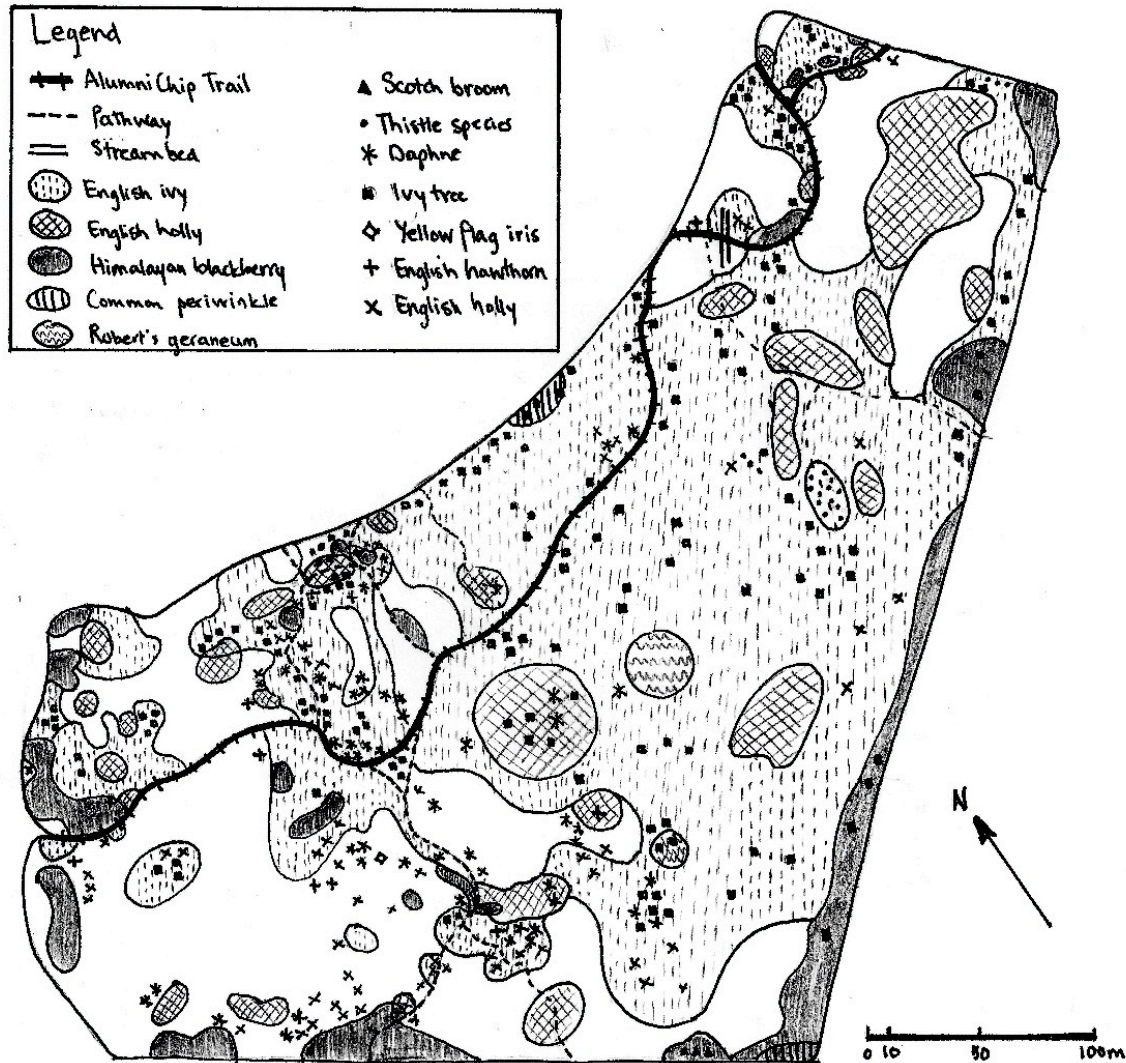 Legend
Alumni Chip Trail
Pathway
Streambed
English ivy
English holly
Himalayan blackberry
Common periwinkle
Robert's geraneum
Scotch broom
Thistle species
Daphne
Ivy tree
Yellow flag iris
English hawthorn
English holly
N
0 10 50 100m